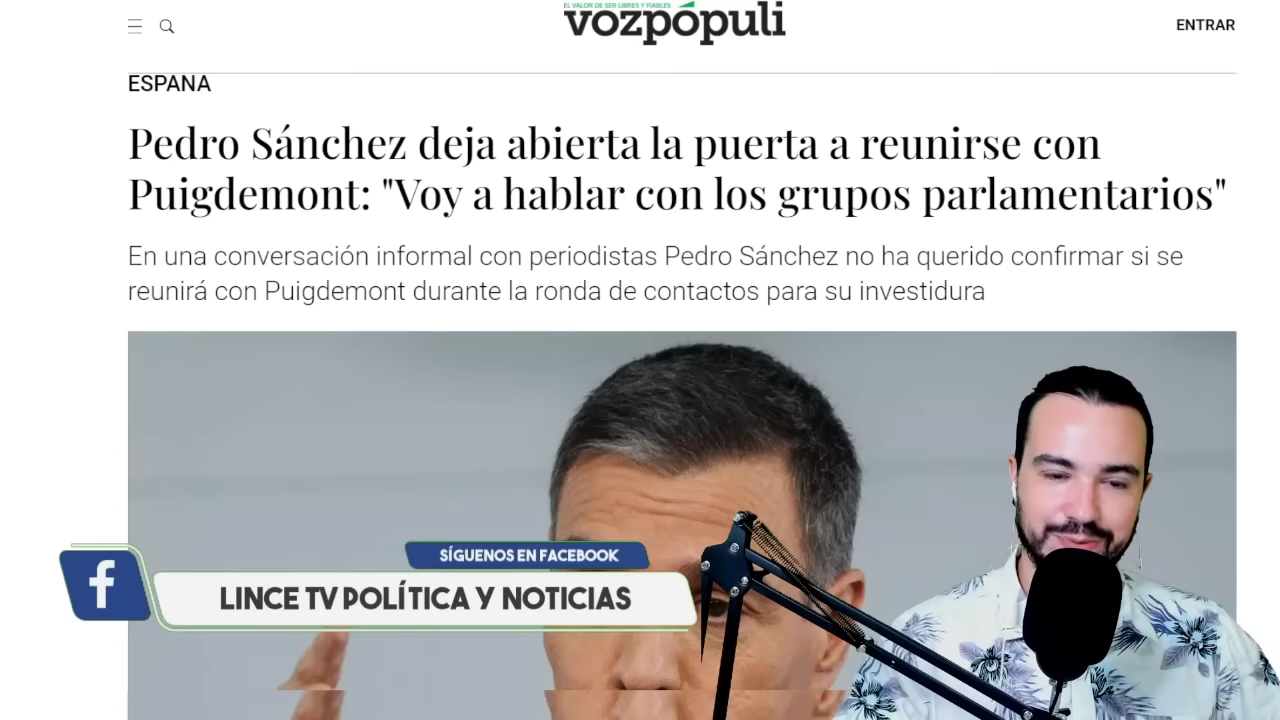 EL VALOR DE SER LIBRES Y FIABLES
vozpópuli
ENTRAR
ESPANA
Pedro Sánchez deja abierta la puerta a reunirse con
Puigdemont: "Voy a hablar con los grupos parlamentarios"
En una conversación informal con periodistas Pedro Sánchez no ha querido confirmar si se
reunirá con Puigdemont durante la ronda de contactos para su investidura
SÍGUENOS EN FACEBOOK
LINCE TV POLÍTICA Y NOTICIAS